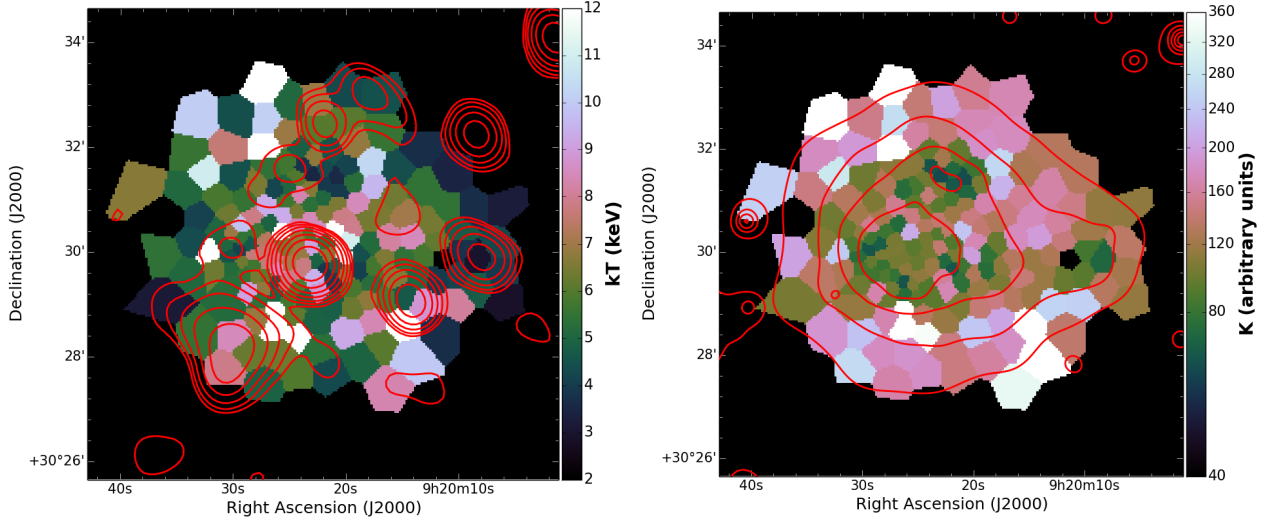 34'
32'
30'
28'
+30°26'
Declination (J2000)
40s
30s
20s
9h20m10s
Right Ascension (J2000)
12
11
10
9
8
7
6
5
4
3
2
kT (keV)
34'
32'
30'
28'
+30°26'
Declination (J2000)
40s
30s
20s
9h20m10s
Right Ascension (J2000)
360
320
280
240
200
160
120
80
40
K (arbitrary units)